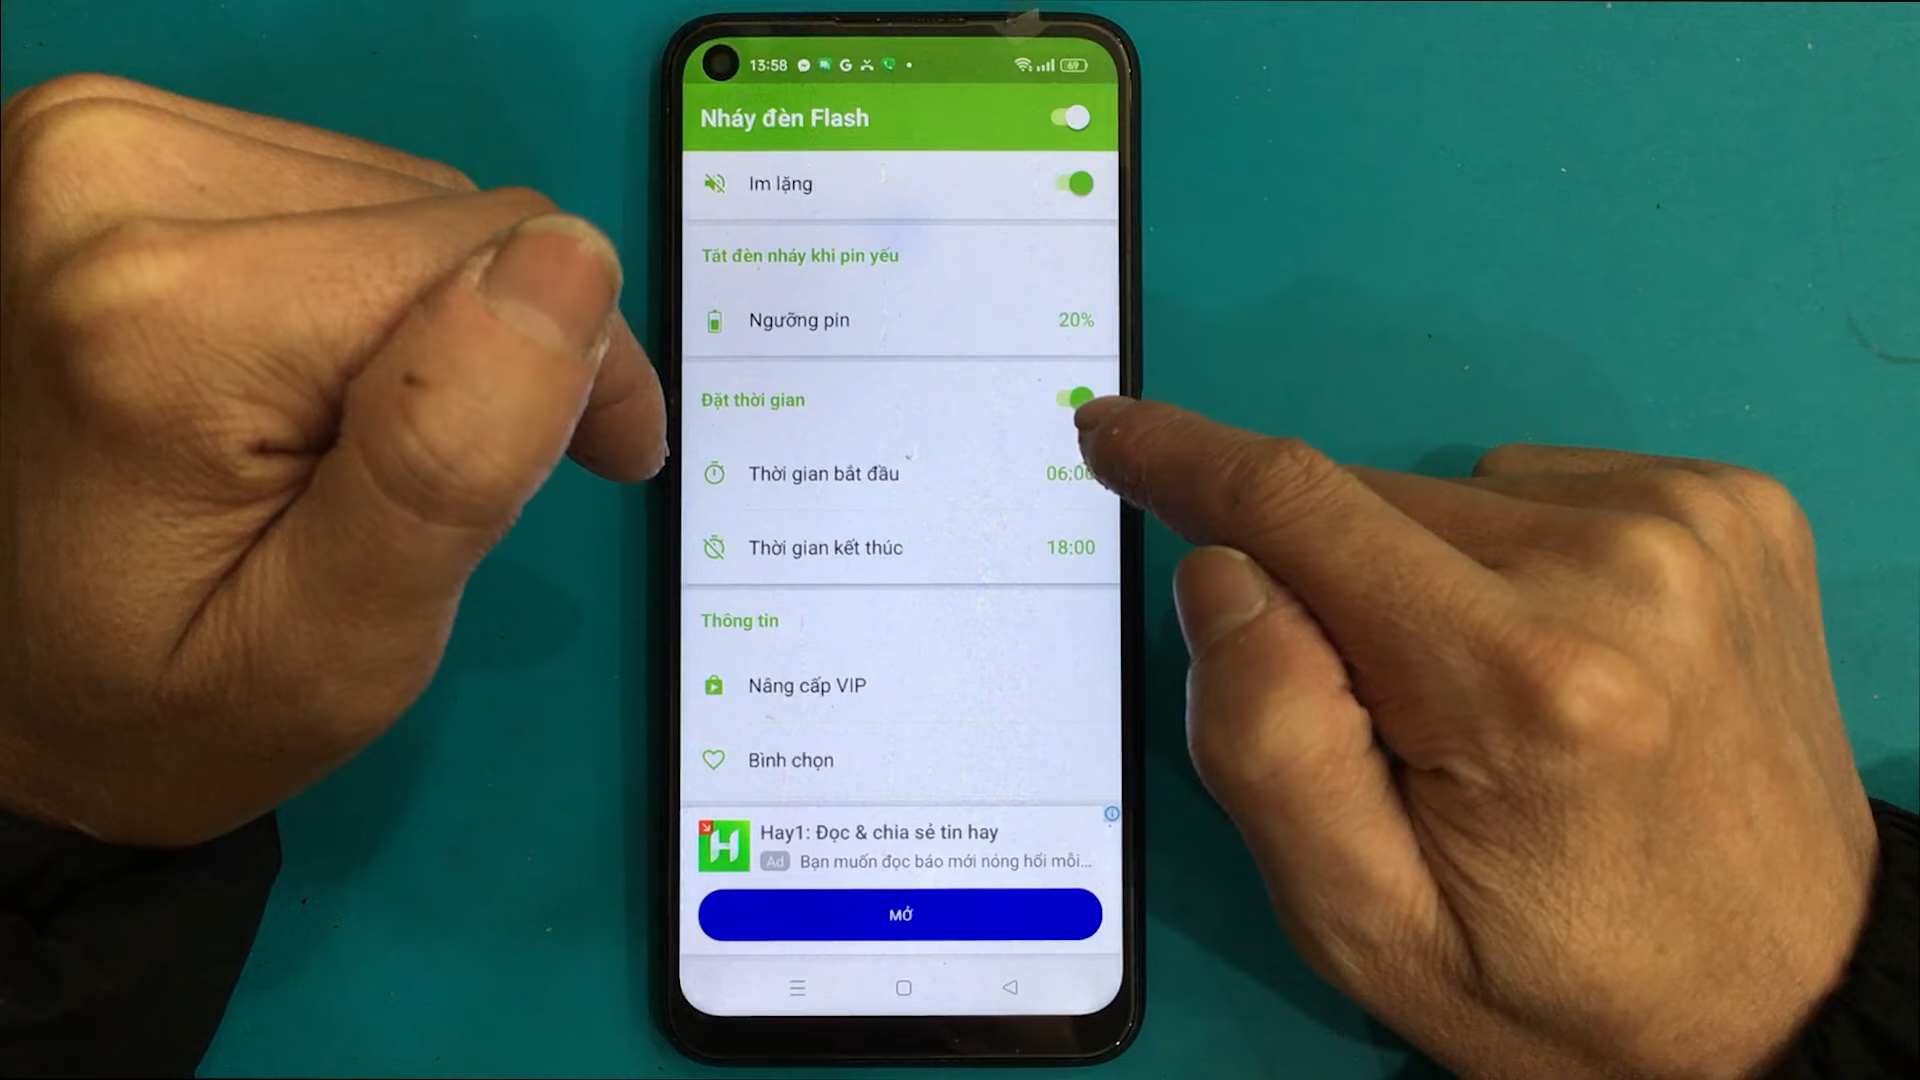 13:58
69
Nháy đèn Flash
Im lặng
Tắt đèn nháy khi pin yếu
Ngưỡng pin 20%
Đặt thời gian
Thời gian bắt đầu 06:0
Thời gian kết thúc 18:00
Thông tin
Nâng cấp VIP
Bình chọn
Hay1: Đọc & chia sẻ tin hay
Ad Bạn muốn đọc báo mới nóng hổi mỗi...
MỞ